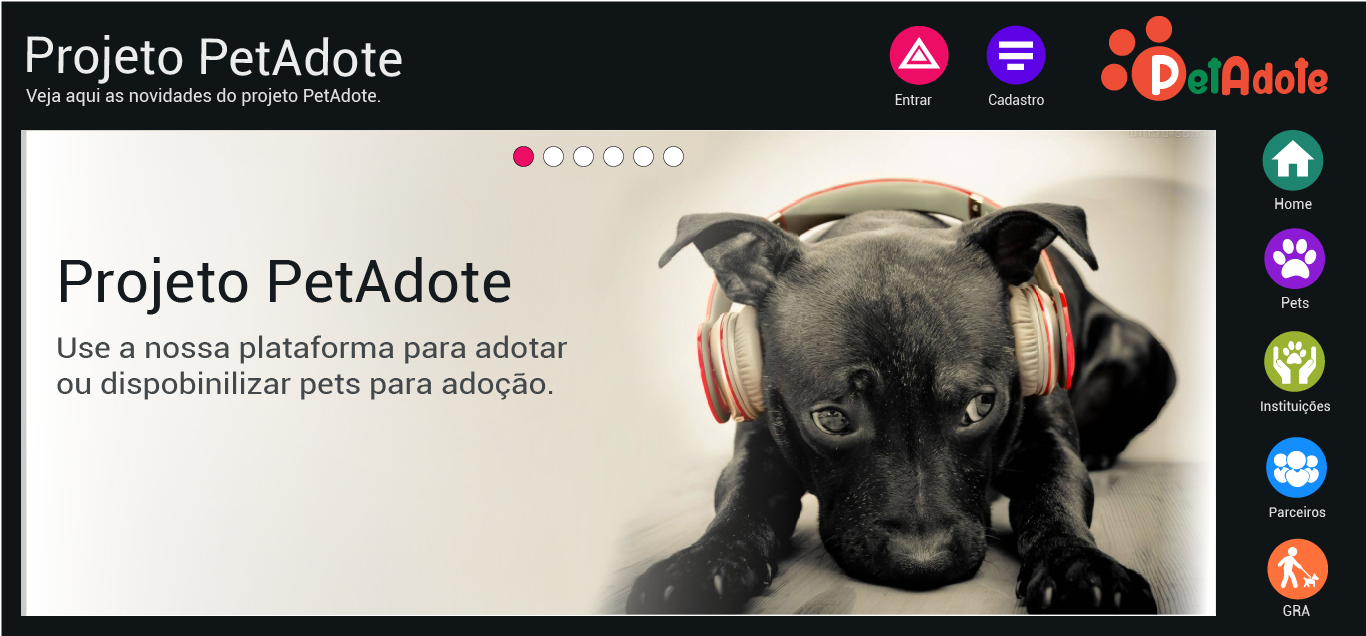 Projeto PetAdote
Veja aqui as novidades do projeto PetAdote.
Entrar
Cadastro
PetAdote
Projeto PetAdote
Use a nossa plataforma para adotar
ou dispobinilizar pets para adoção.
Home
Pets
Instituições
Parceiros
GRA